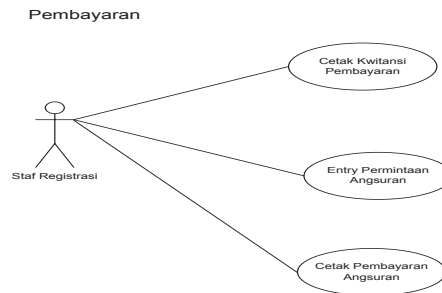 Pembayaran
Cetak Kwitansi
Pembayaran
Staf Registrasi
Entry Permintaan
Angsuran
Cetak Pembayaran
Angsuran